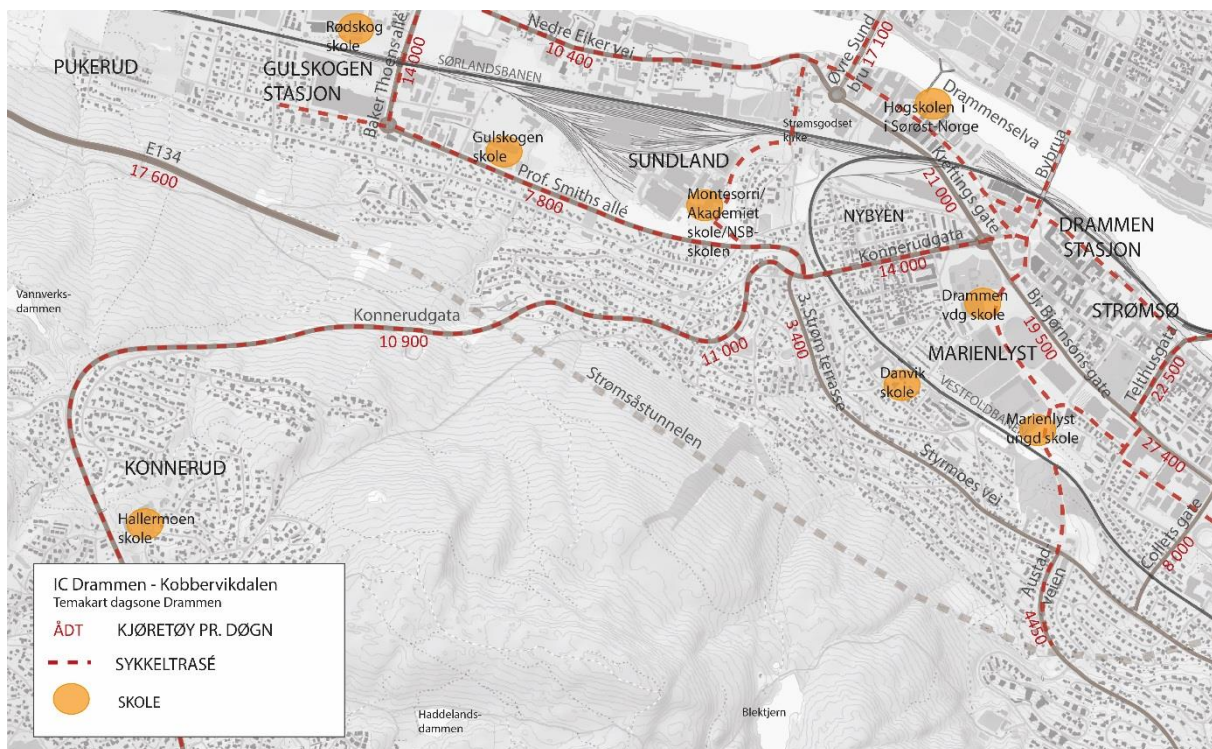 Rødskog
skole
PUKERUD
GULSKOGEN
STASJON
Baker Thoens allé
14 000
SØRLANDSBANEN
Nedre Eiker vei
10 400
Øvre Sund
bru
17 100
Høgskolen i
i Sørøst-Norge
Drammenselva
Bybrua
E134
17 600
Gulskogen
skole
Prof. Smiths allé
7 800
SUNDLAND
Strømsgodset
kirke
Montesorri/
Akademiet
skole/NSB-
skolen
NYBYEN
Kreftings gate
21 000
DRAMMEN
STASJON
Konnerudgata
14 000
Drammen
vdg skole
Bj. Bjørnsons gate
19 500
STRØMSØ
Telthusgata
22 500
Vannverks-
dammen
Konnerudgata
10 900
11 000
3. Strøm terrasse
3 400
MARIENLYST
Danvik
skole
VESTFOLDBANEN
Marienlyst
ungd skole
27 400
Strømsåstunnelen
Styrmoes vei
Collets gate
8 000
Austad
veien
4450
KONNERUD
Hallermoen
skole
Haddelands-
dammen
Blektjern
IC Drammen - Kobbervikdalen
Temakart dagsone Drammen
ÅDT KJØRETØY PR. DØGN
SYKKELTRASÉ
SKOLE